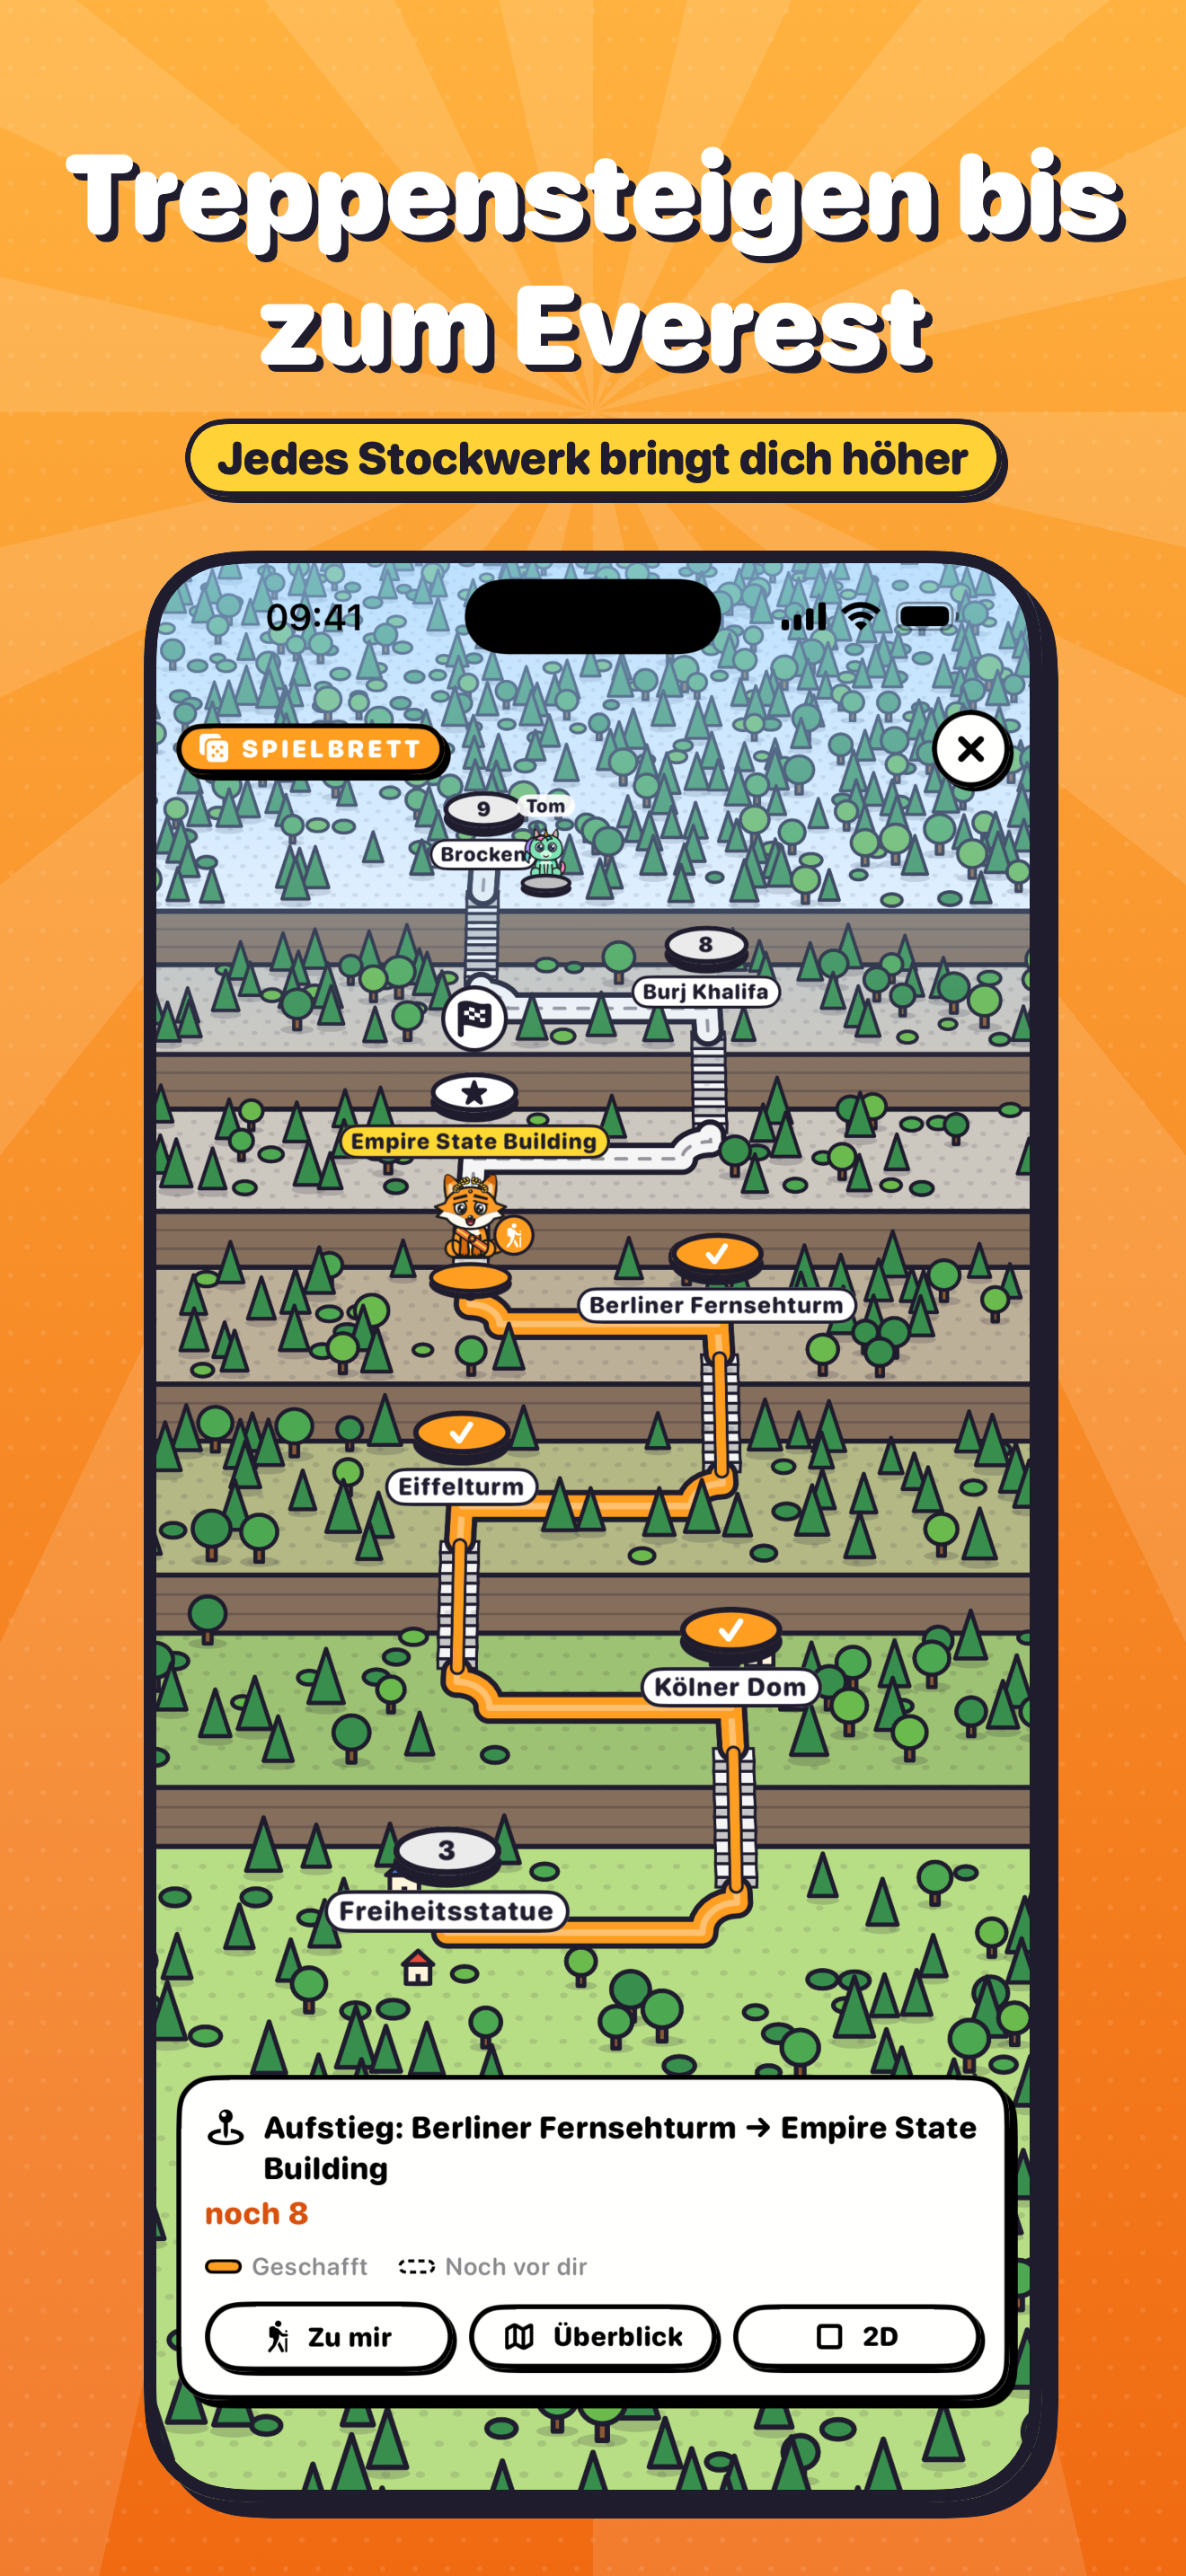 Treppensteigen bis
zum Everest
Jedes Stockwerk bringt dich höher
09:41
SPIELBRETT
9
Tom
Brocken
8
Burj Khalifa
Empire State Building
Berliner Fernsehturm
Eiffelturm
Kölner Dom
3
Freiheitsstatue
Aufstieg: Berliner Fernsehturm → Empire State
Building
noch 8
Geschafft Noch vor dir
Zu mir Überblick 2D